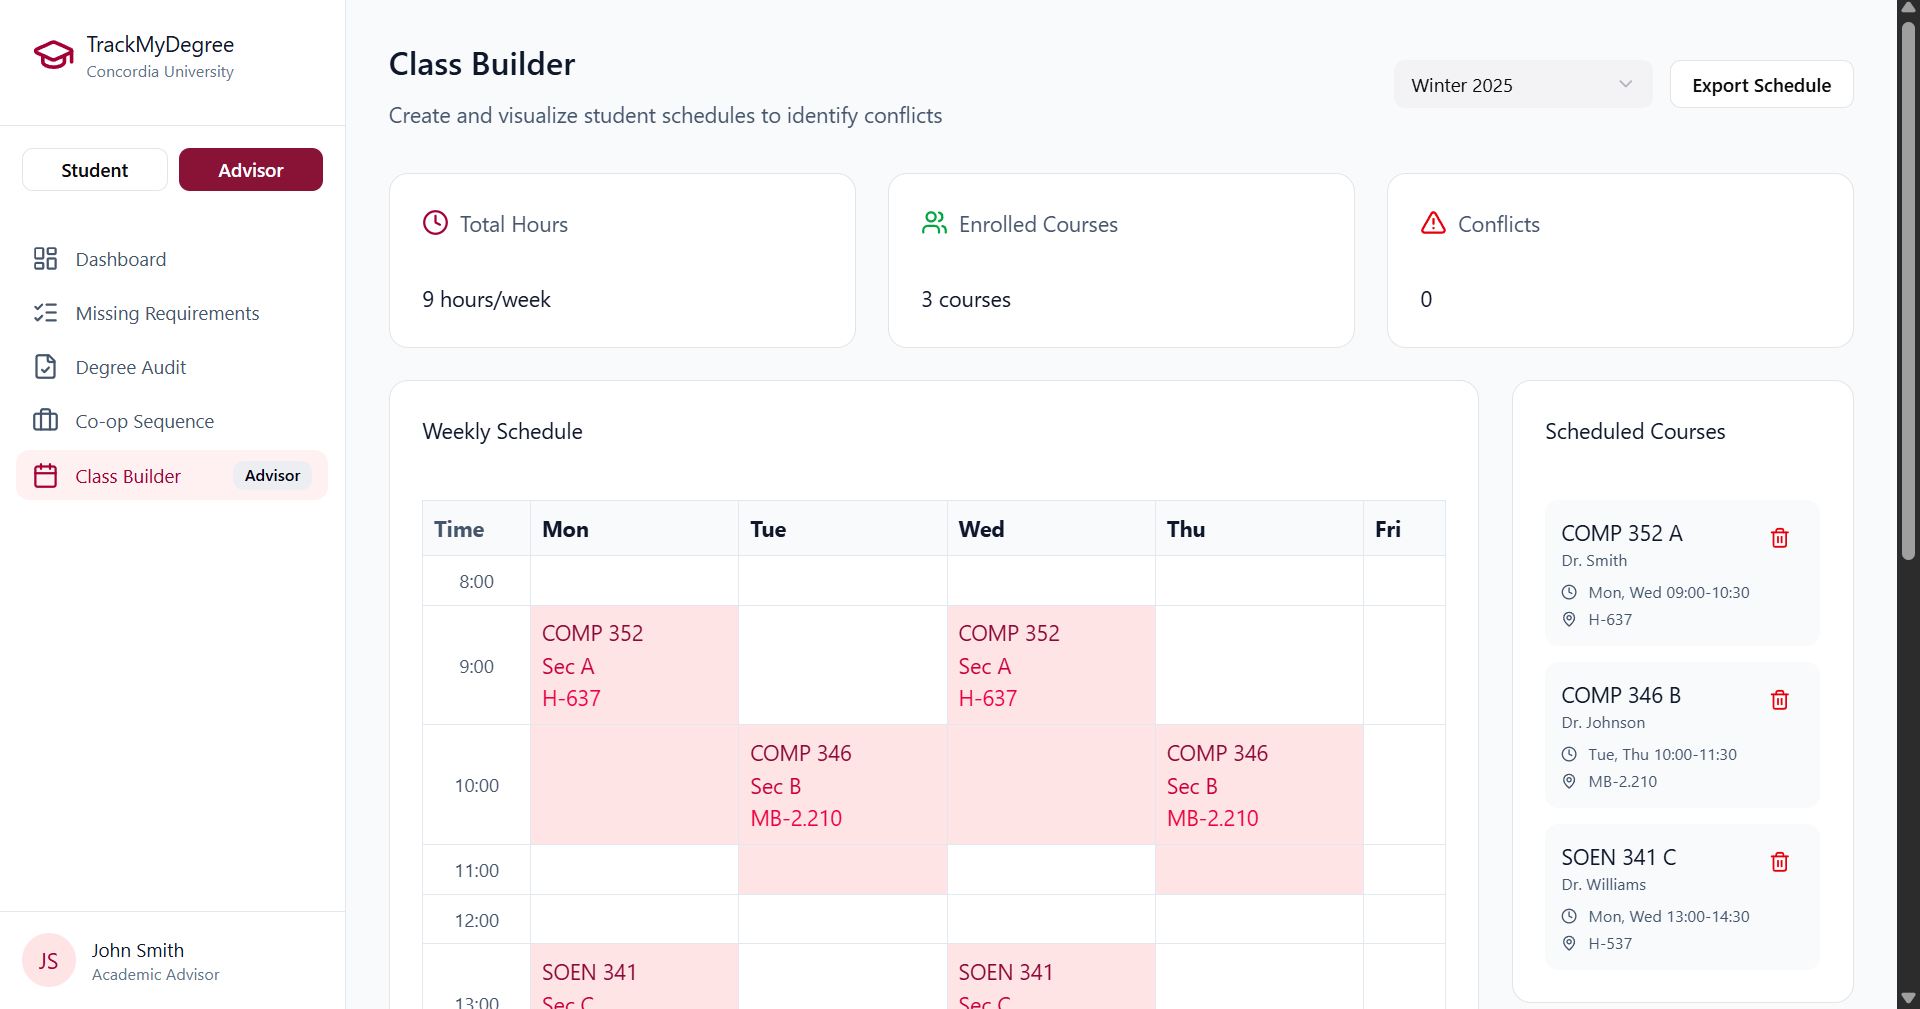 TrackMyDegree
Concordia University
Student
Advisor
Dashboard
Missing Requirements
Degree Audit
Co-op Sequence
Class Builder
Advisor
JS
John Smith
Academic Advisor
Class Builder
Create and visualize student schedules to identify conflicts
Winter 2025
Export Schedule
Total Hours
9 hours/week
Enrolled Courses
3 courses
Conflicts
0
Weekly Schedule
Time Mon Tue Wed Thu Fri
8:00
9:00
COMP 352
Sec A
H-637
COMP 352
Sec A
H-637
10:00
COMP 346
Sec B
MB-2.210
COMP 346
Sec B
MB-2.210
11:00
12:00
13:00
SOEN 341
Sec C
SOEN 341
Sec C
Scheduled Courses
COMP 352 A
Dr. Smith
Mon, Wed 09:00-10:30
H-637
COMP 346 B
Dr. Johnson
Tue, Thu 10:00-11:30
MB-2.210
SOEN 341 C
Dr. Williams
Mon, Wed 13:00-14:30
H-537